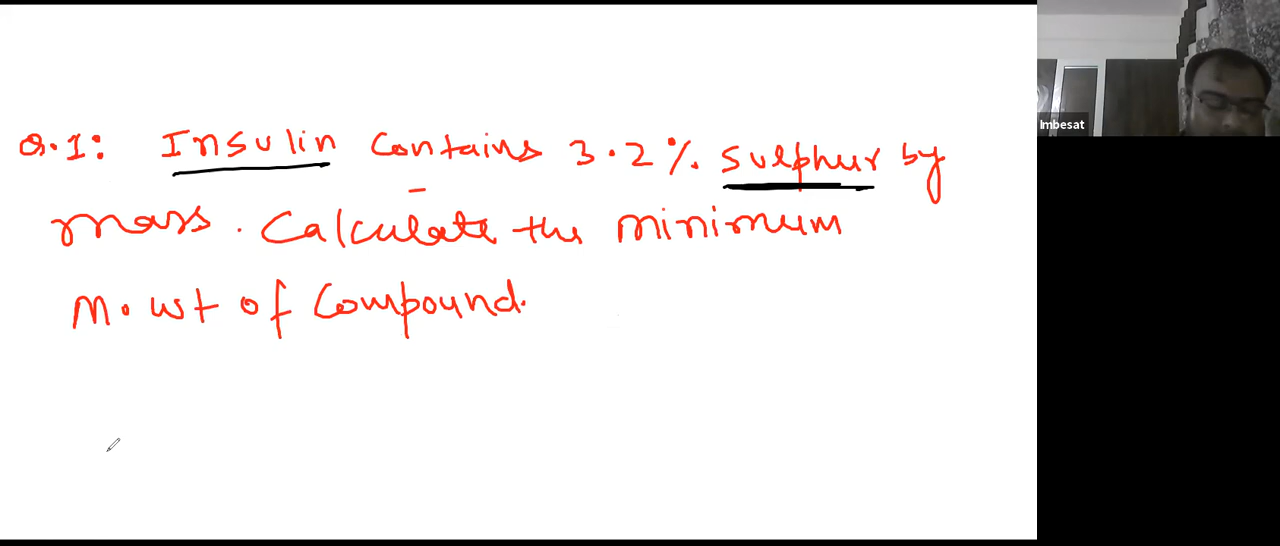 Q.1: Insulin contains 3.2% sulphur by
mass. Calculate the minimum
M.wt of compound.
Imbesat